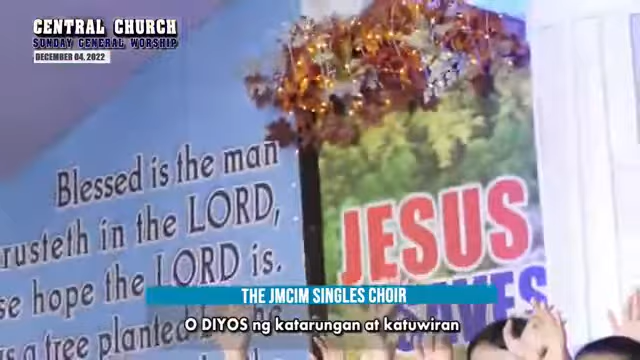 CENTRAL CHURCH
SUNDAY GENERAL WORSHIP
DECEMBER 04, 2022
Blessed is the man
rusteth in the LORD,
se hope the LORD is.
s a tree planted
JESUS
THE JMCIM SINGLES CHOIR
O DIYOS ng katarungan at katuwiran